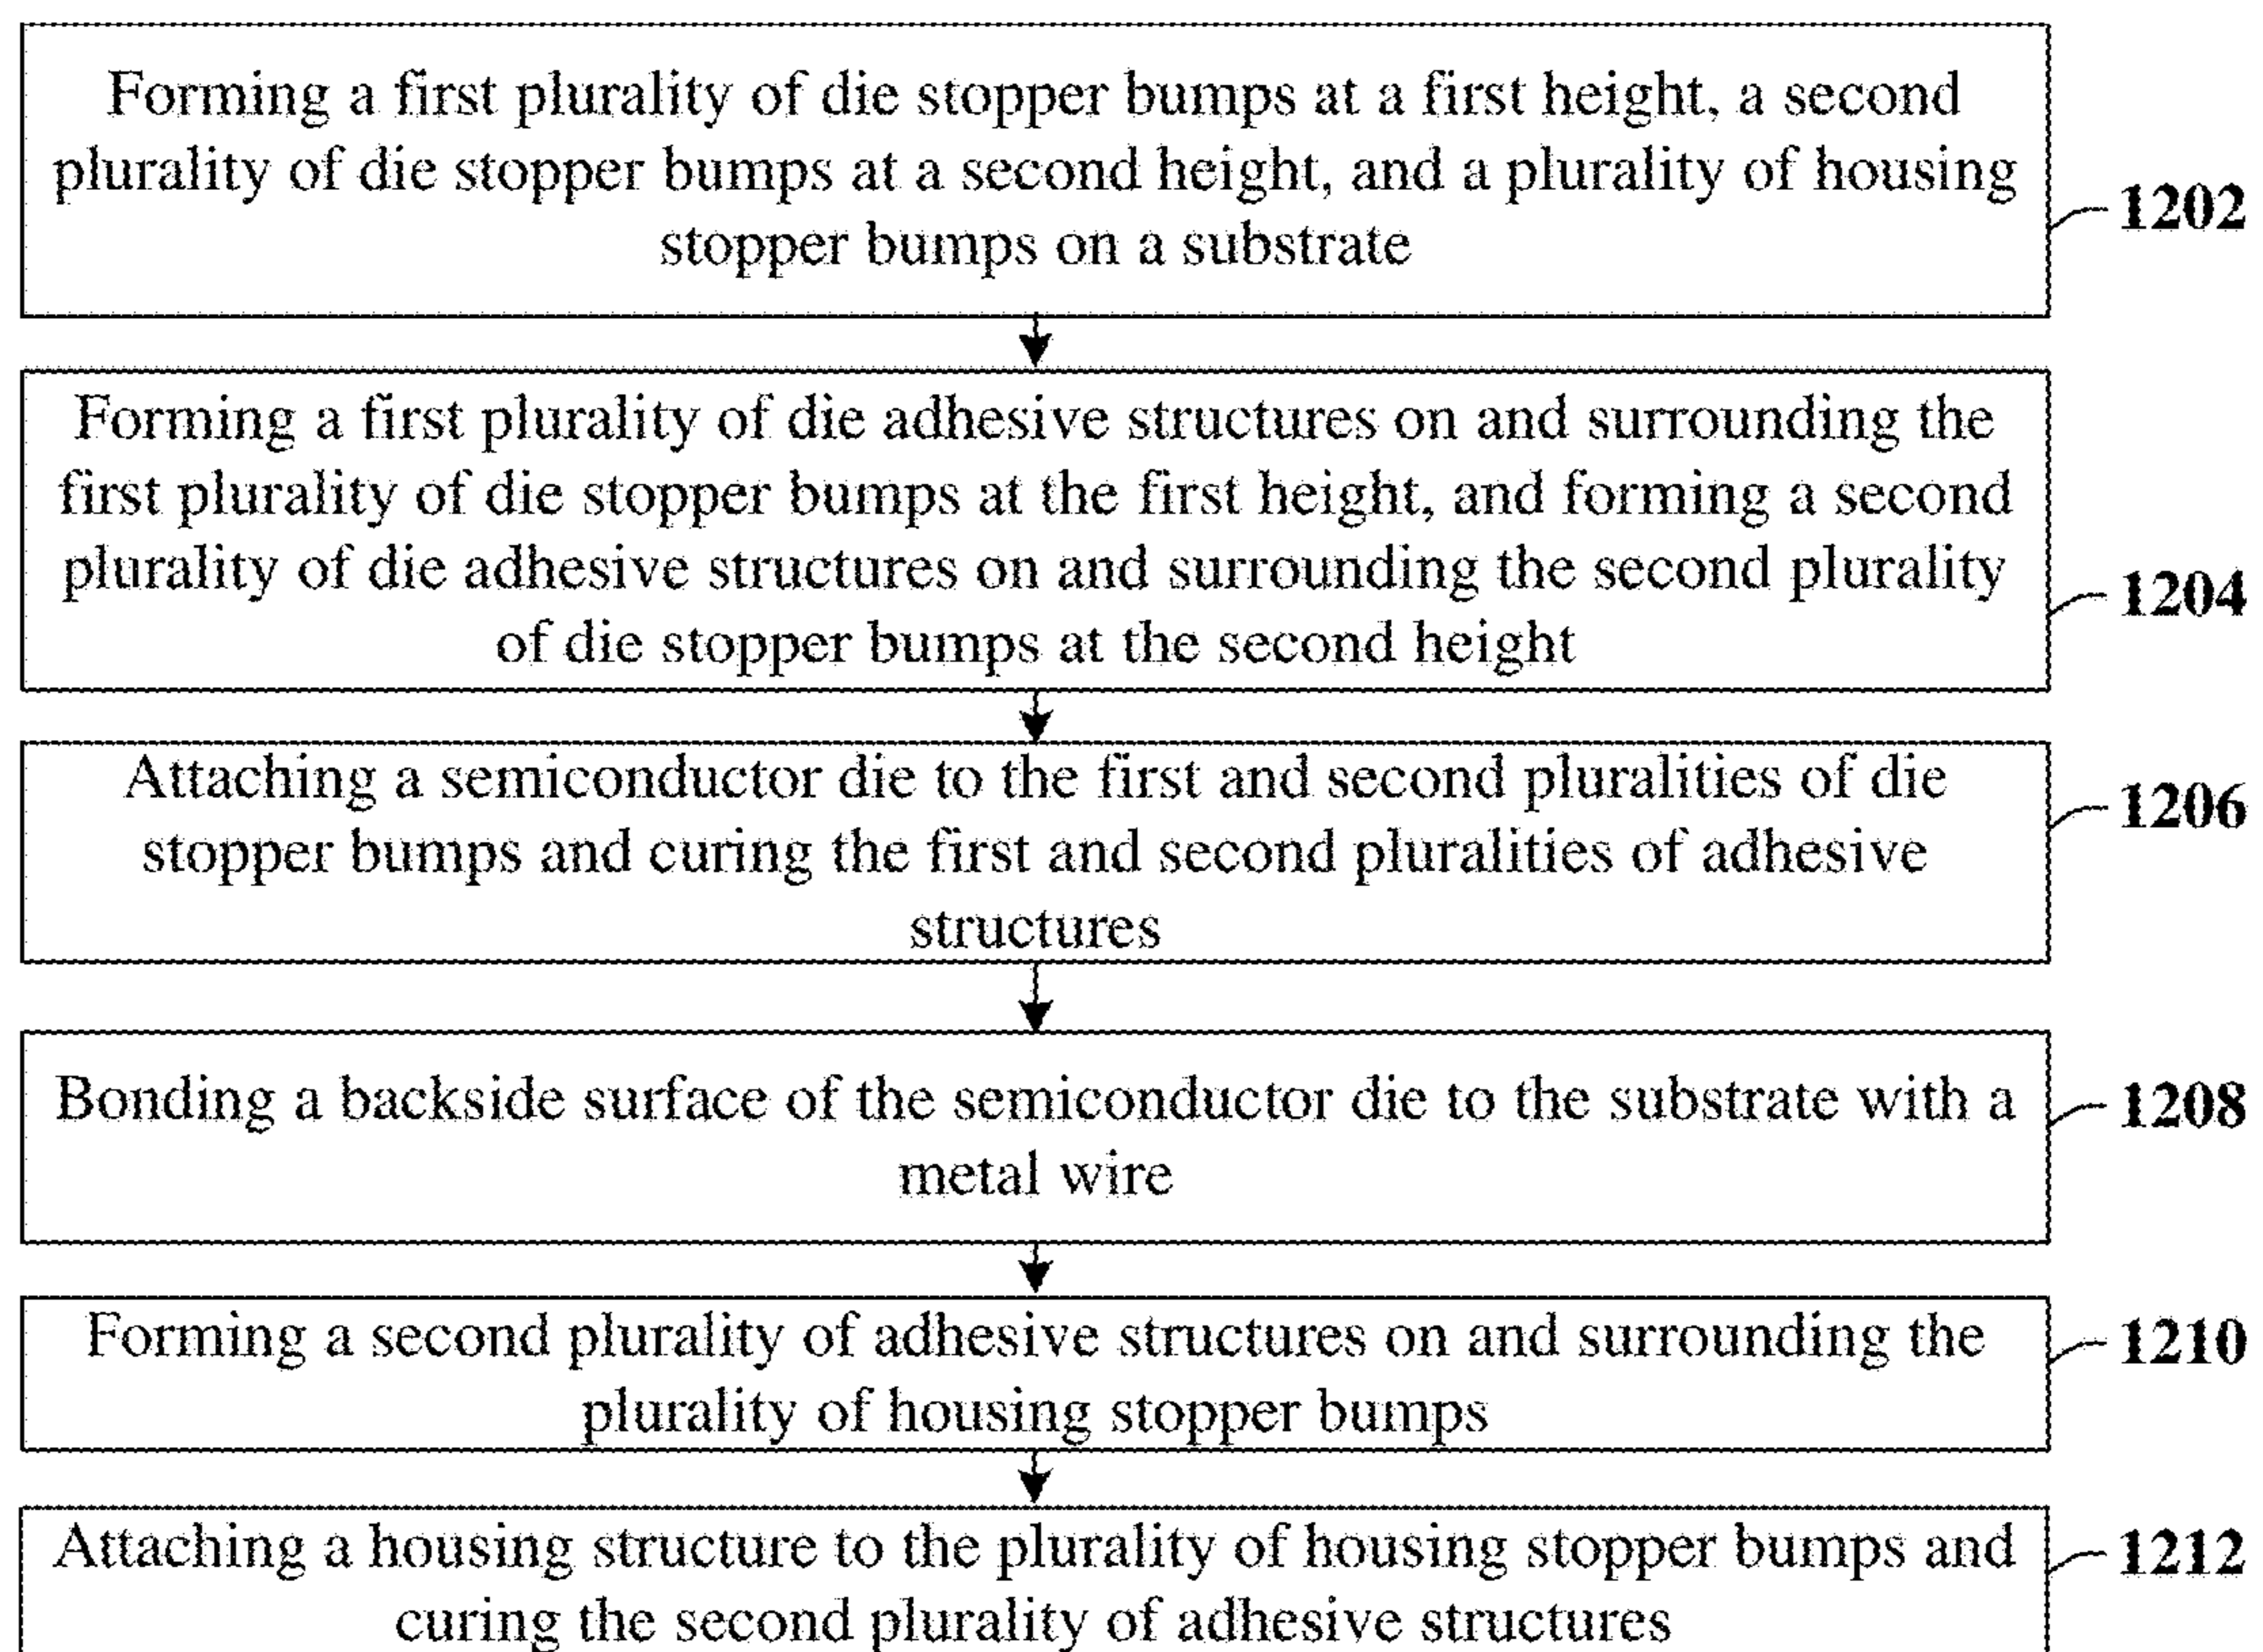 Forming a first plurality of die stopper bumps at a first height, a second
plurality of die stopper bumps at a second height, and a plurality of housing
stopper bumps on a substrate
1202
Forming a first plurality of die adhesive structures on and surrounding the
first plurality of die stopper bumps at the first height, and forming a second
plurality of die adhesive structures on and surrounding the second plurality
of die stopper bumps at the second height
1204
Attaching a semiconductor die to the first and second pluralities of die
stopper bumps and curing the first and second pluralities of adhesive
structures
1206
Bonding a backside surface of the semiconductor die to the substrate with a
metal wire
1208
Forming a second plurality of adhesive structures on and surrounding the
plurality of housing stopper bumps
1210
Attaching a housing structure to the plurality of housing stopper bumps and
curing the second plurality of adhesive structures
1212